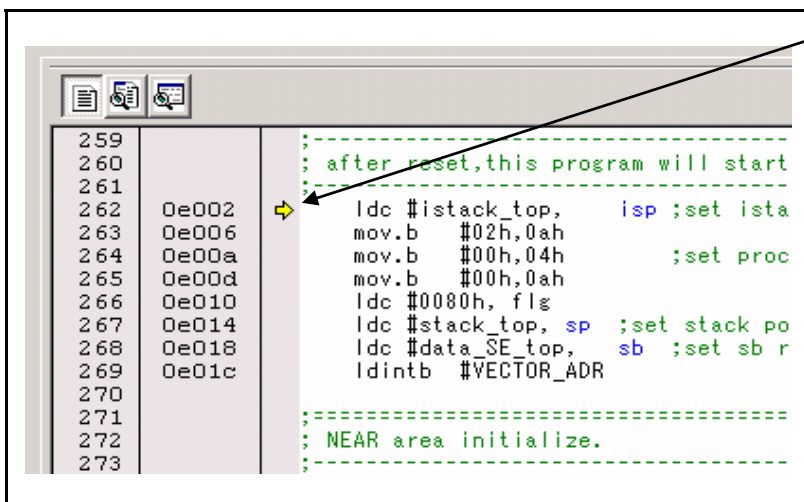 259 ;----------------------------------------
260 ; after reset,this program will start
261 ;----------------------------------------
262 0e002 ldc #istack_top, isp ;set ista
263 0e006 mov.b #02h,0ah
264 0e00a mov.b #00h,04h ;set proc
265 0e00d mov.b #00h,0ah
266 0e010 ldc #0080h, flg
267 0e014 ldc #stack_top, sp ;set stack po
268 0e018 ldc #data_SE_top, sb ;set sb r
269 0e01c ldintb #VECTOR_ADR
270
271 ;========================================
272 ; NEAR area initialize.
273 ;----------------------------------------